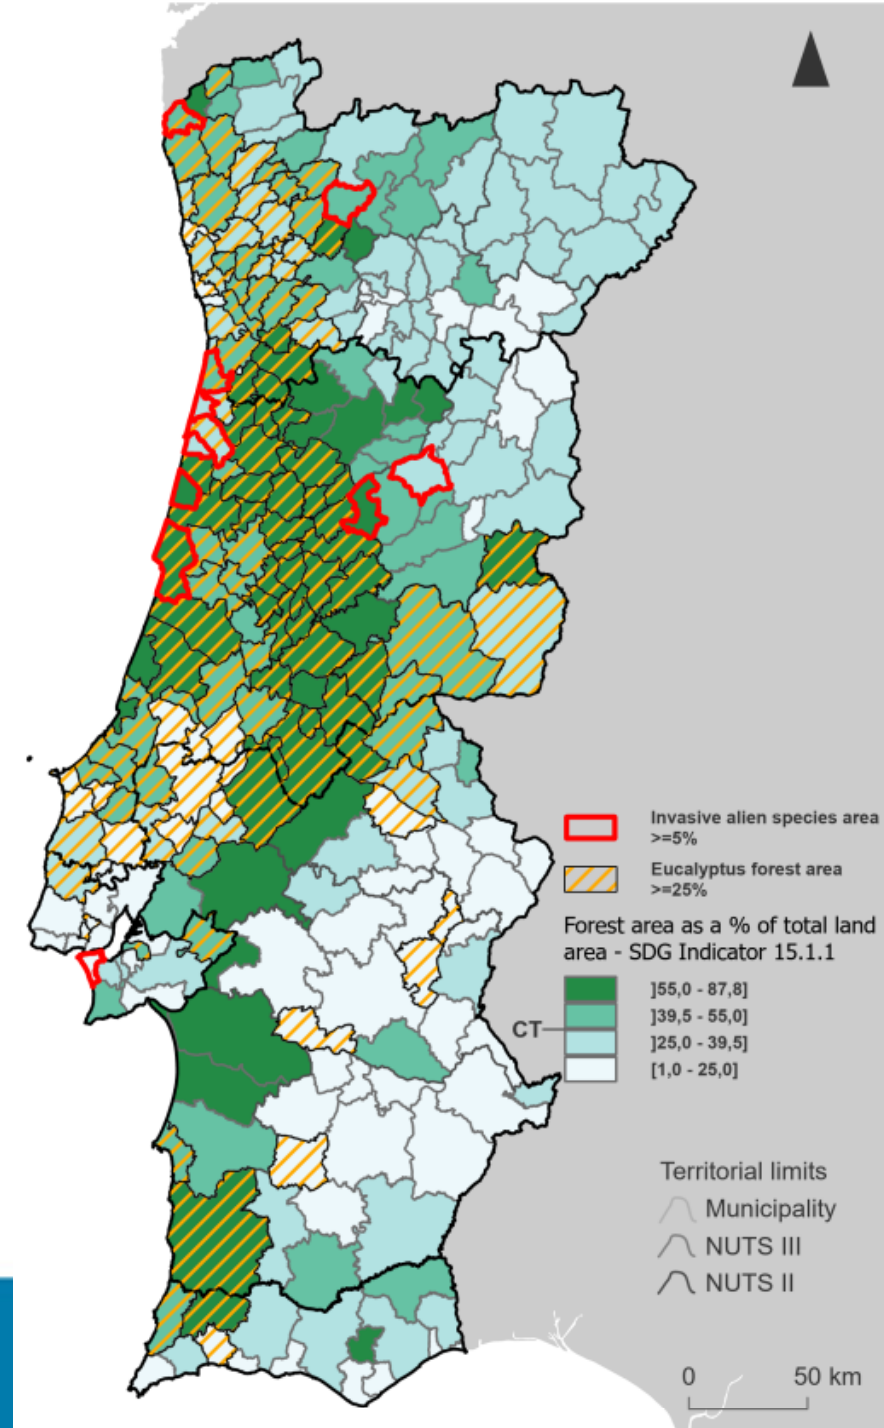 Invasive alien species area
>=5%
Eucalyptus forest area
>=25%
Forest area as a % of total land
area - SDG Indicator 15.1.1
]55,0 - 87,8]
]39,5 - 55,0]
CT
]25,0 - 39,5]
[1,0 - 25,0]
Territorial limits
Municipality
NUTS III
NUTS II
0 50 km